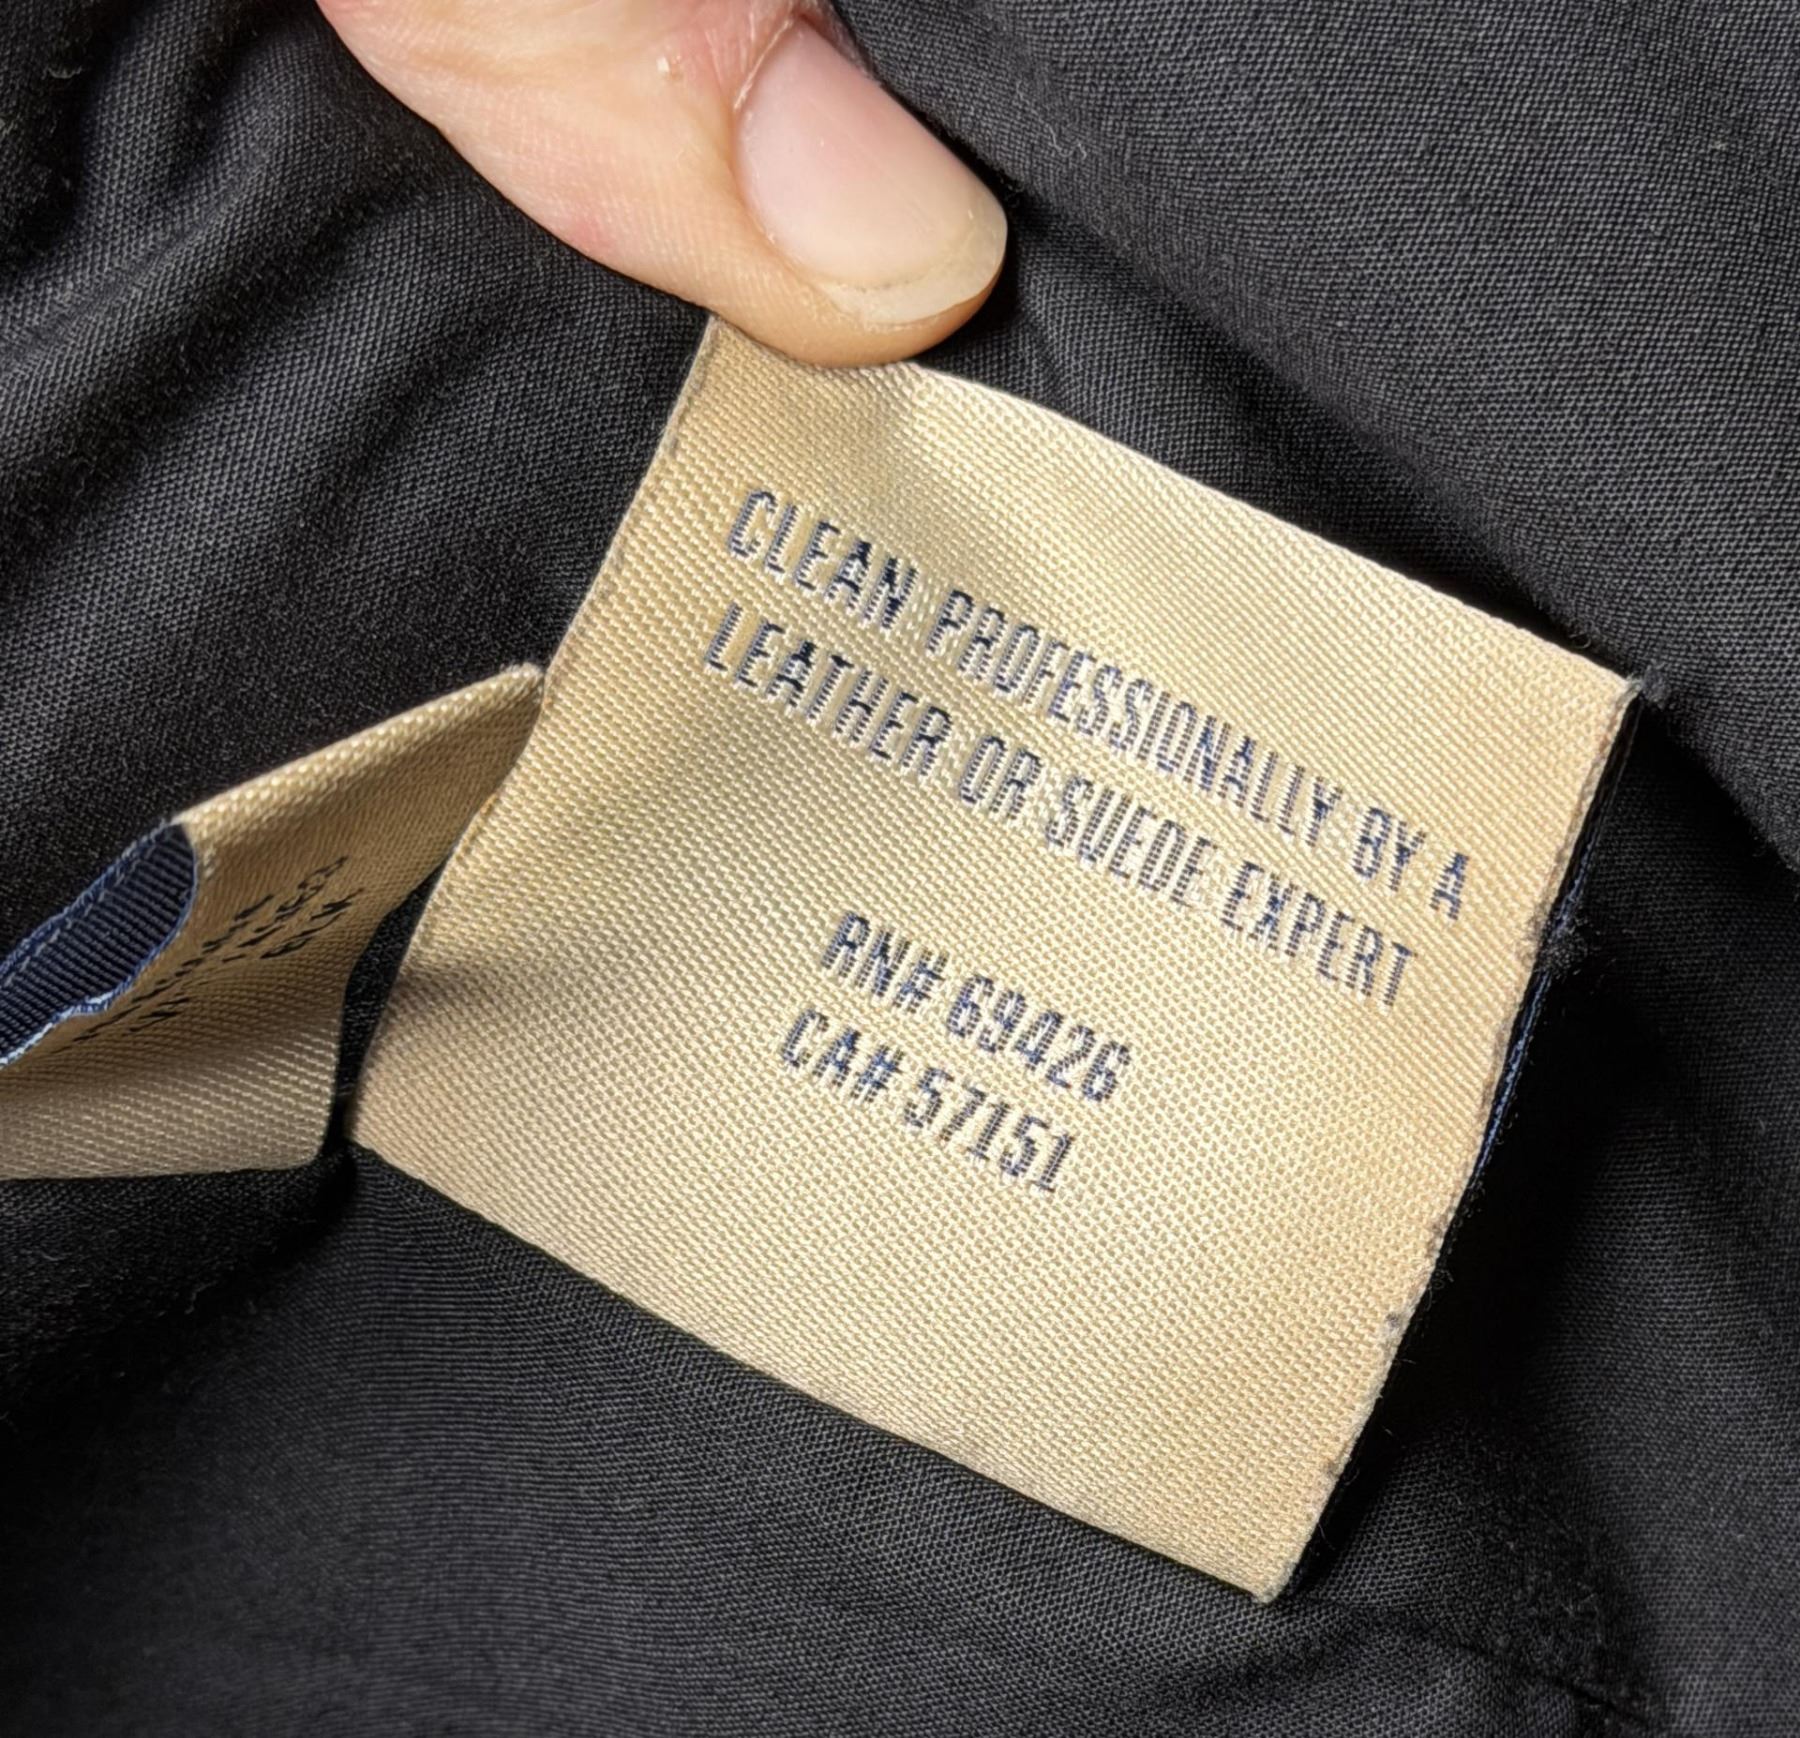 CLEAN PROFESSIONALLY BY A
LEATHER OR SUEDE EXPERT
RN# 69426
CA# 57151